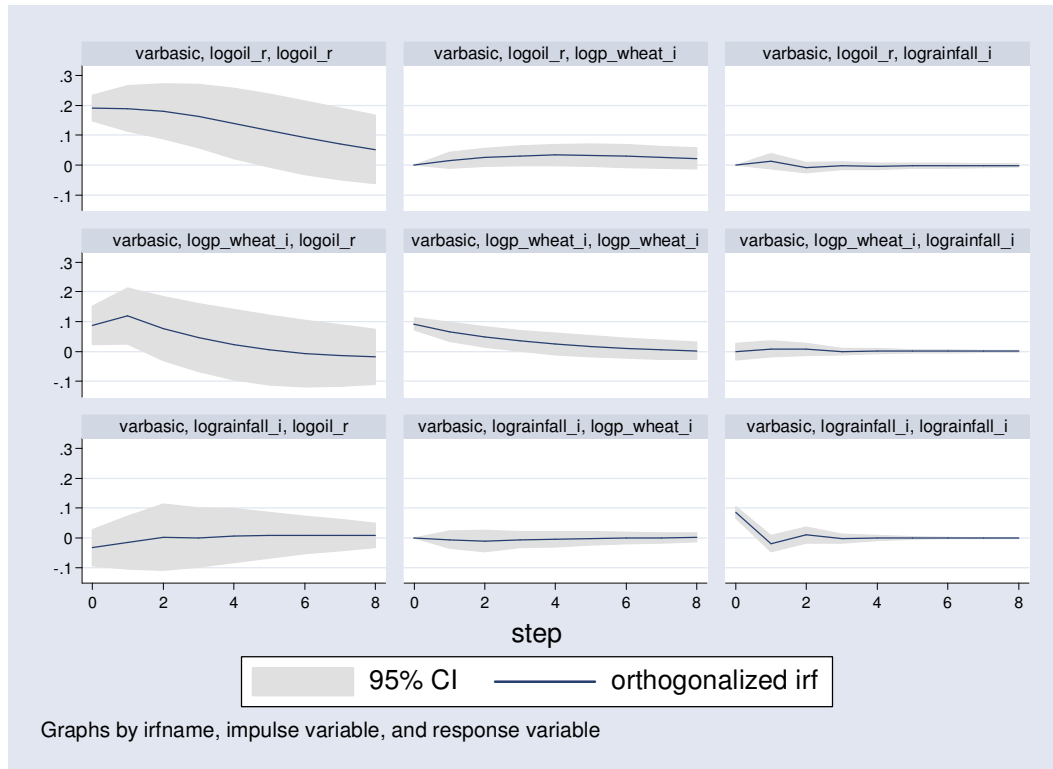 varbasic, logoil_r, logoil_r
varbasic, logoil_r, logp_wheat_i
varbasic, logoil_r, lograinfall_i
.3
.2
.1
0
-.1
varbasic, logp_wheat_i, logoil_r
varbasic, logp_wheat_i, logp_wheat_i
varbasic, logp_wheat_i, lograinfall_i
.3
.2
.1
0
-.1
varbasic, lograinfall_i, logoil_r
varbasic, lograinfall_i, logp_wheat_i
varbasic, lograinfall_i, lograinfall_i
.3
.2
.1
0
-.1
0 2 4 6 8
0 2 4 6 8
0 2 4 6 8
step
95% CI
orthogonalized irf
Graphs by irfname, impulse variable, and response variable